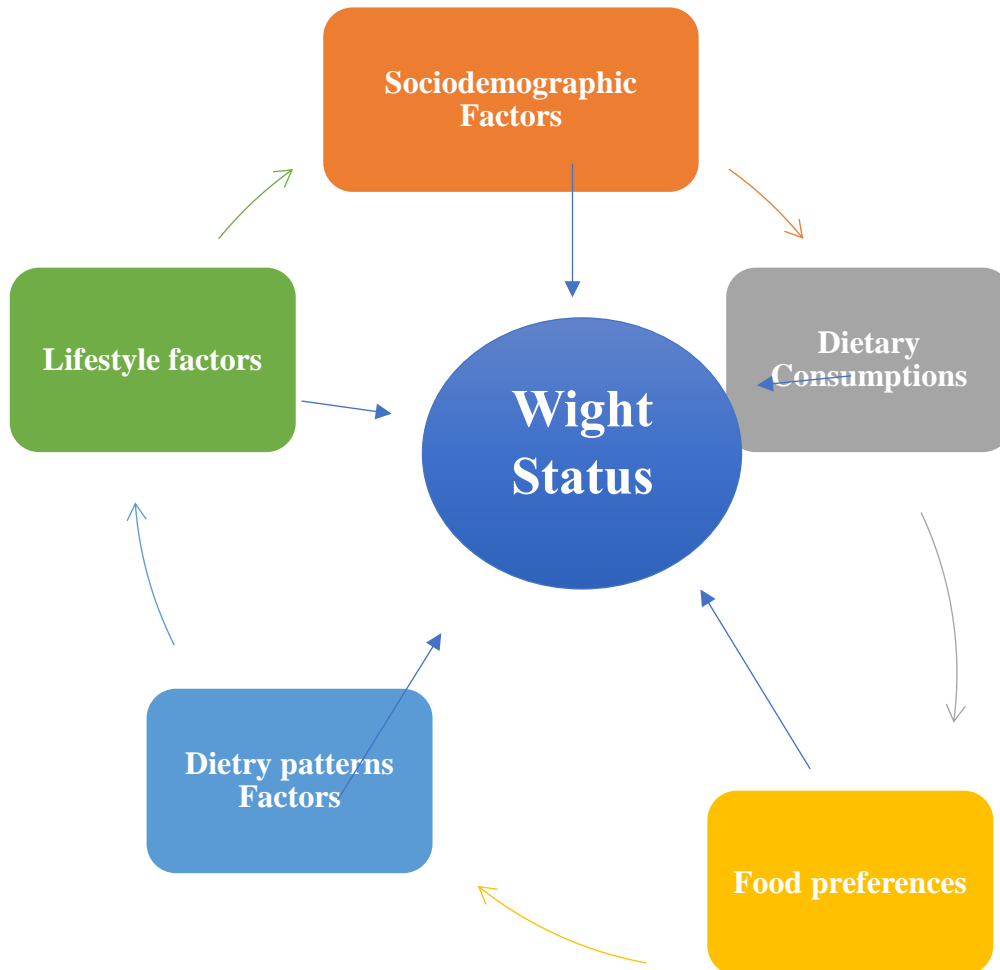 Sociodemographic
Factors
Lifestyle factors
Dietary
Consumptions
Wight
Status
Dietry patterns
Factors
Food preferences